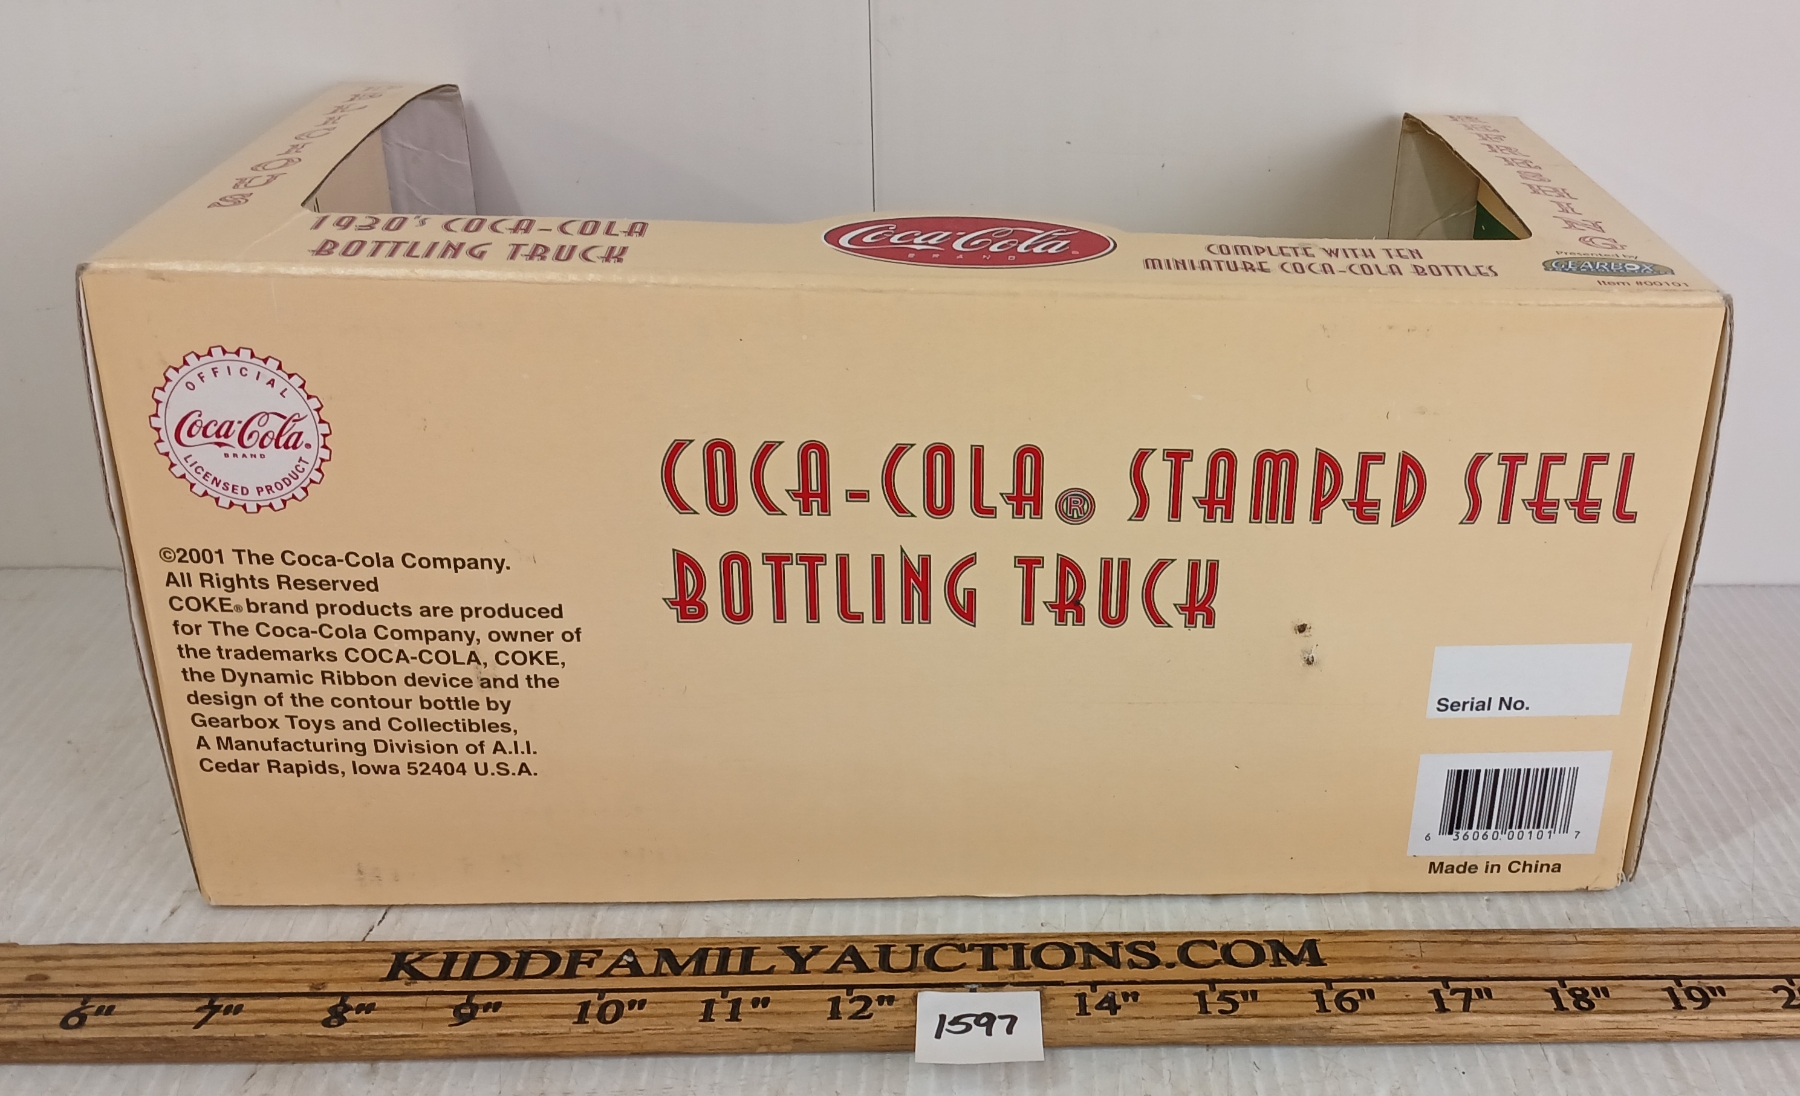 1930's COCA-COLA
BOTTLING TRUCK
Coca-Cola
BRAND
COMPLETE WITH TEN
MINIATURE COCA-COLA BOTTLES
Presented by
GEARBOX
Item #00101
OFFICIAL
Coca-Cola.
BRAND
LICENSED PRODUCT
COCA-COLA® STAMPED STEEL
BOTTLING TRUCK
©2001 The Coca-Cola Company.
All Rights Reserved
COKE® brand products are produced
for The Coca-Cola Company, owner of
the trademarks COCA-COLA, COKE,
the Dynamic Ribbon device and the
design of the contour bottle by
Gearbox Toys and Collectibles,
A Manufacturing Division of A.I.I.
Cedar Rapids, Iowa 52404 U.S.A.
Serial No.
6 36060 00101 7
Made in China
KIDDFAMILYAUCTIONS.COM
6" 7" 8" 9" 10" 11" 12" 14" 15" 16" 17" 18" 19"
1597